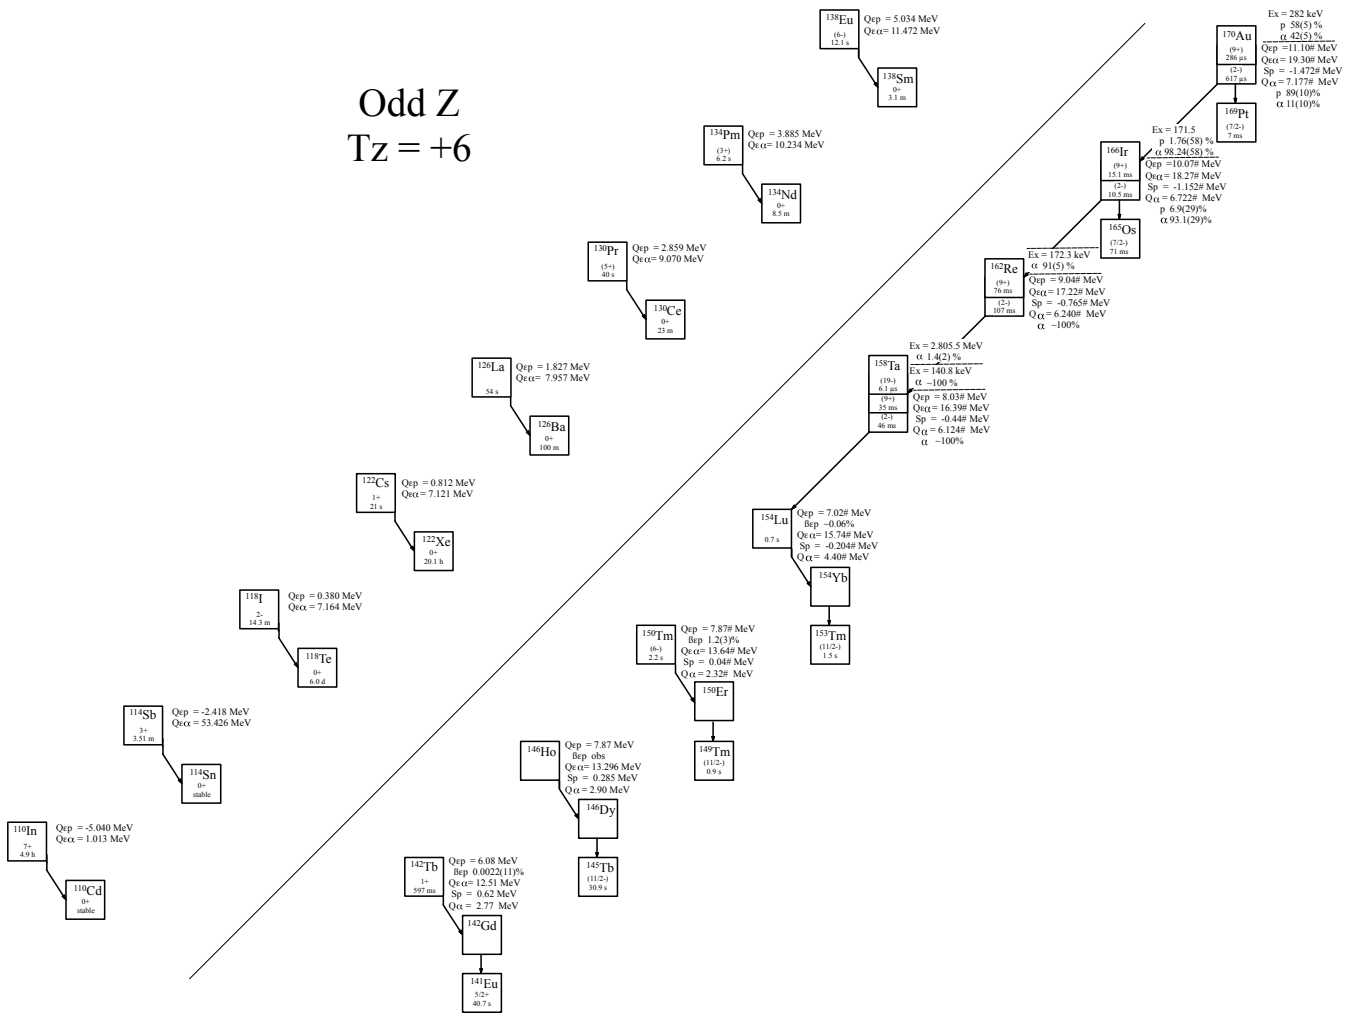 Odd Z
Tz = +6
138Eu
(6-)
12.1 s
Qεp = 5.034 MeV
Qεα= 11.472 MeV
138Sm
0+
3.1 m
134Pm
(3+)
6.2 s
Qεp = 3.885 MeV
Qεα= 10.234 MeV
134Nd
0+
8.5 m
130Pr
(5+)
40 s
Qεp = 2.859 MeV
Qεα= 9.070 MeV
130Ce
0+
23 m
126La
54 s
Qεp = 1.827 MeV
Qεα= 7.957 MeV
126Ba
0+
100 m
122Cs
1+
21 s
Qεp = 0.812 MeV
Qεα= 7.121 MeV
122Xe
0+
20.1 h
118I
2-
14.3 m
Qεp = 0.380 MeV
Qεα = 7.164 MeV
118Te
0+
6.0 d
114Sb
3+
3.51 m
Qεp = -2.418 MeV
Qεα = 53.426 MeV
114Sn
0+
stable
110In
7+
4.9 h
Qεp = -5.040 MeV
Qεα = 1.013 MeV
110Cd
0+
stable
Ex = 282 keV
p 58(5) %
α 42(5) %
170Au
(9+)
286 μs
(2-)
617 μs
Qεp =11.10# MeV
Qεα= 19.30# MeV
Sp = -1.472# MeV
Qα = 7.177# MeV
p 89(10)%
α 11(10)%
169Pt
(7/2-)
7 ms
Ex = 171.5
p 1.76(58) %
α 98.24(58) %
166Ir
(9+)
15.1 ms
(2-)
10.5 ms
Qεp =10.07# MeV
Qεα= 18.27# MeV
Sp = -1.152# MeV
Qα = 6.722# MeV
p 6.9(29)%
α 93.1(29)%
165Os
(7/2-)
71 ms
Ex = 172.3 keV
α 91(5) %
162Re
(9+)
76 ms
(2-)
107 ms
Qεp = 9.04# MeV
Qεα= 17.22# MeV
Sp = -0.765# MeV
Qα = 6.240# MeV
α ~100%
Ex = 2.805.5 MeV
α 1.4(2) %
Ex = 140.8 keV
α ~100 %
158Ta
(19-)
6.1 μs
(9+)
35 ms
(2-)
46 ms
Qεp = 8.03# MeV
Qεα= 16.39# MeV
Sp = -0.44# MeV
Qα = 6.124# MeV
α ~100%
154Lu
0.7 s
Qεp = 7.02# MeV
βεp ~0.06%
Qεα= 15.74# MeV
Sp = -0.204# MeV
Qα= 4.40# MeV
154Yb
153Tm
(11/2-)
1.5 s
150Tm
(6-)
2.2 s
Qεp = 7.87# MeV
βεp 1.2(3)%
Qεα= 13.64# MeV
Sp = 0.04# MeV
Qα = 2.32# MeV
150Er
149Tm
(11/2-)
0.9 s
146Ho
Qεp = 7.87 MeV
βεp obs
Qεα= 13.296 MeV
Sp = 0.285 MeV
Qα = 2.90 MeV
146Dy
145Tb
(11/2-)
30.9 s
142Tb
1+
597 ms
Qεp = 6.08 MeV
βεp 0.0022(11)%
Qεα= 12.51 MeV
Sp = 0.62 MeV
Qα = 2.77 MeV
142Gd
141Eu
5/2+
40.7 s